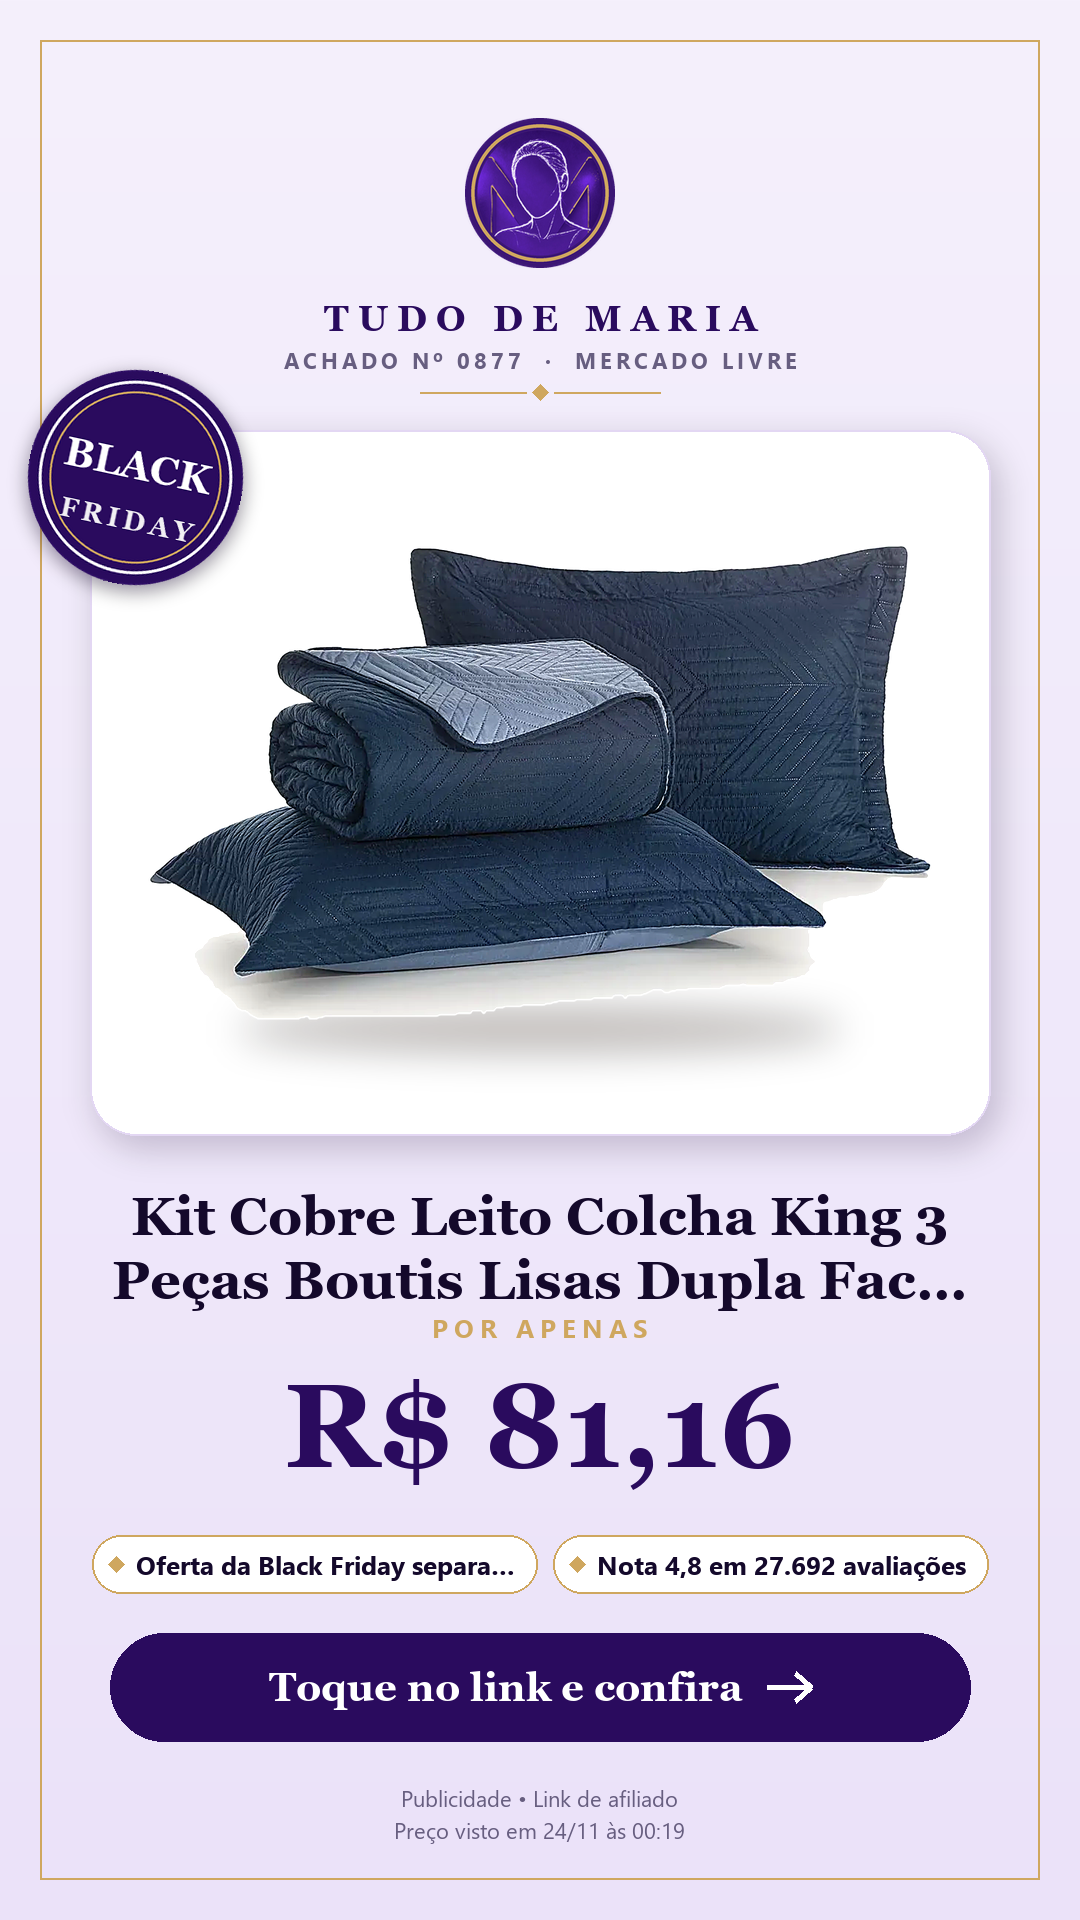 TUDO DE MARIA
ACHADO Nº 0877 · MERCADO LIVRE
BLACK
FRIDAY
Kit Cobre Leito Colcha King 3
Peças Boutis Lisas Dupla Fac...
POR APENAS
R$ 81,16
Oferta da Black Friday separa...
Nota 4,8 em 27.692 avaliações
Toque no link e confira →
Publicidade • Link de afiliado
Preço visto em 24/11 às 00:19